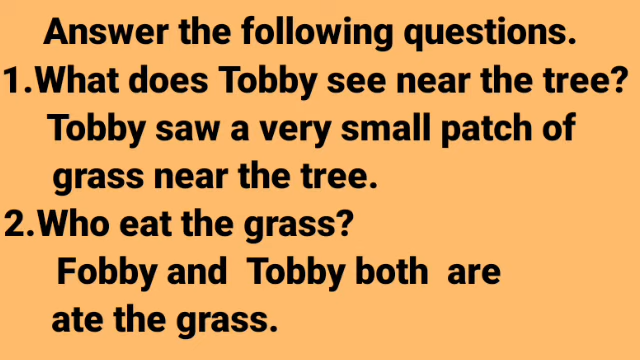 Answer the following questions.
1.What does Tobby see near the tree?
Tobby saw a very small patch of
grass near the tree.
2.Who eat the grass?
Fobby and Tobby both are
ate the grass.